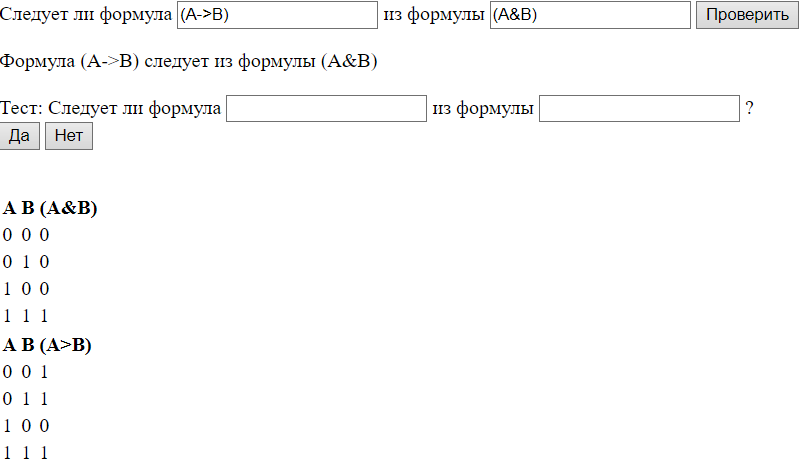 Следует ли формула (A->B) из формулы (A&B) Проверить
Формула (A->B) следует из формулы (A&B)
Тест: Следует ли формула из формулы ?
Да Нет
A B (A&B)
0 0 0
0 1 0
1 0 0
1 1 1
A B (A>B)
0 0 1
0 1 1
1 0 0
1 1 1